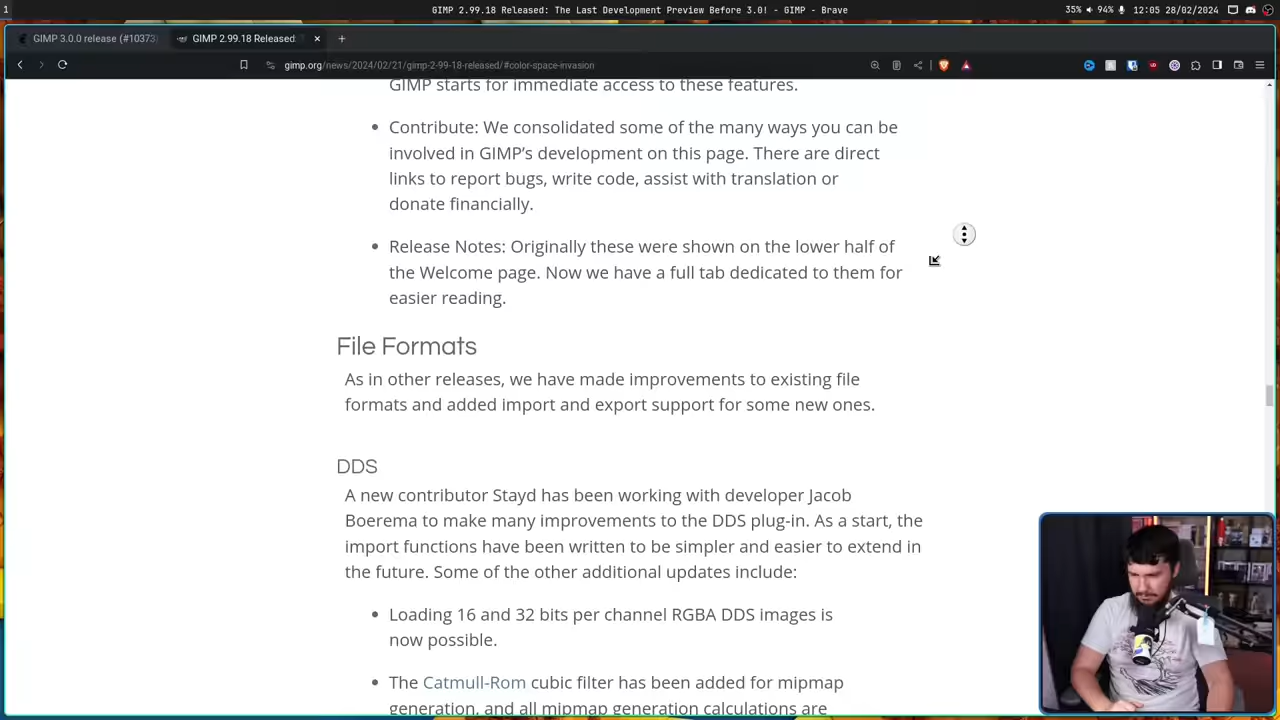 1
GIMP 2.99.18 Released: The Last Development Preview Before 3.0! - GIMP - Brave
35% 94% 12:05 28/02/2024
GIMP 3.0.0 release (#10373)
GIMP 2.99.18 Released:
gimp.org/news/2024/02/21/gimp-2-99-18-released/#color-space-invasion
GIMP starts for immediate access to these features.
• Contribute: We consolidated some of the many ways you can be
involved in GIMP’s development on this page. There are direct
links to report bugs, write code, assist with translation or
donate financially.
• Release Notes: Originally these were shown on the lower half of
the Welcome page. Now we have a full tab dedicated to them for
easier reading.
File Formats
As in other releases, we have made improvements to existing file
formats and added import and export support for some new ones.
DDS
A new contributor Stayd has been working with developer Jacob
Boerema to make many improvements to the DDS plug-in. As a start, the
import functions have been written to be simpler and easier to extend in
the future. Some of the other additional updates include:
• Loading 16 and 32 bits per channel RGBA DDS images is
now possible.
• The Catmull-Rom cubic filter has been added for mipmap
generation, and all mipmap generation calculations are